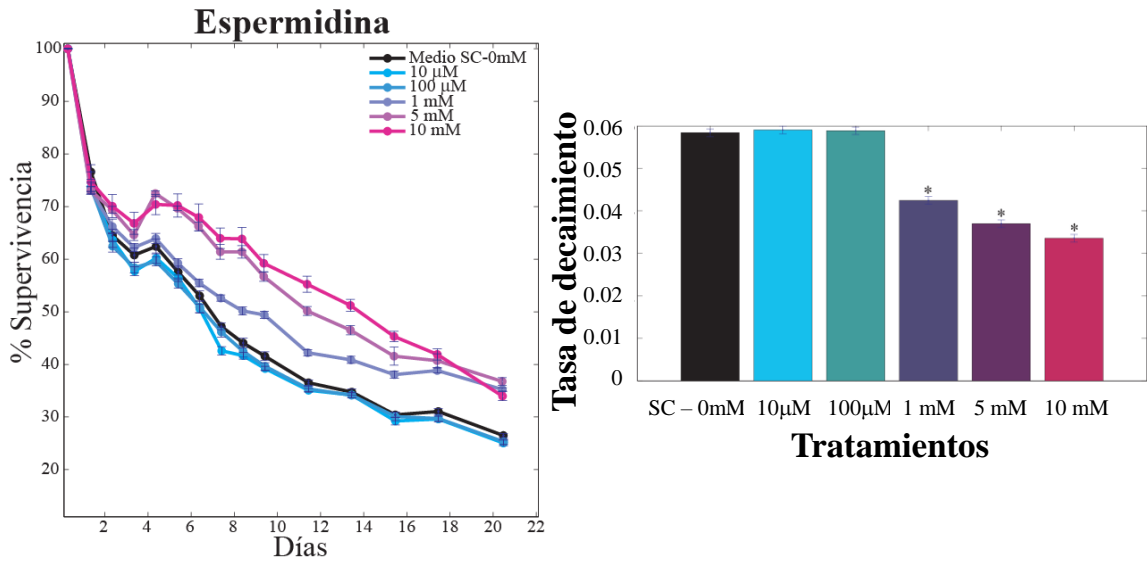 Espermidina
% Supervivencia
100
90
80
70
60
50
40
30
20
Medio SC-0mM
10 μM
100 μM
1 mM
5 mM
10 mM
2 4 6 8 10 12 14 16 18 20 22
Días
Tasa de decaimiento
0.06
0.04
0.03
0.02
0.01
0
* * *
SC – 0mM 10μM 100μM 1 mM 5 mM 10 mM
Tratamientos